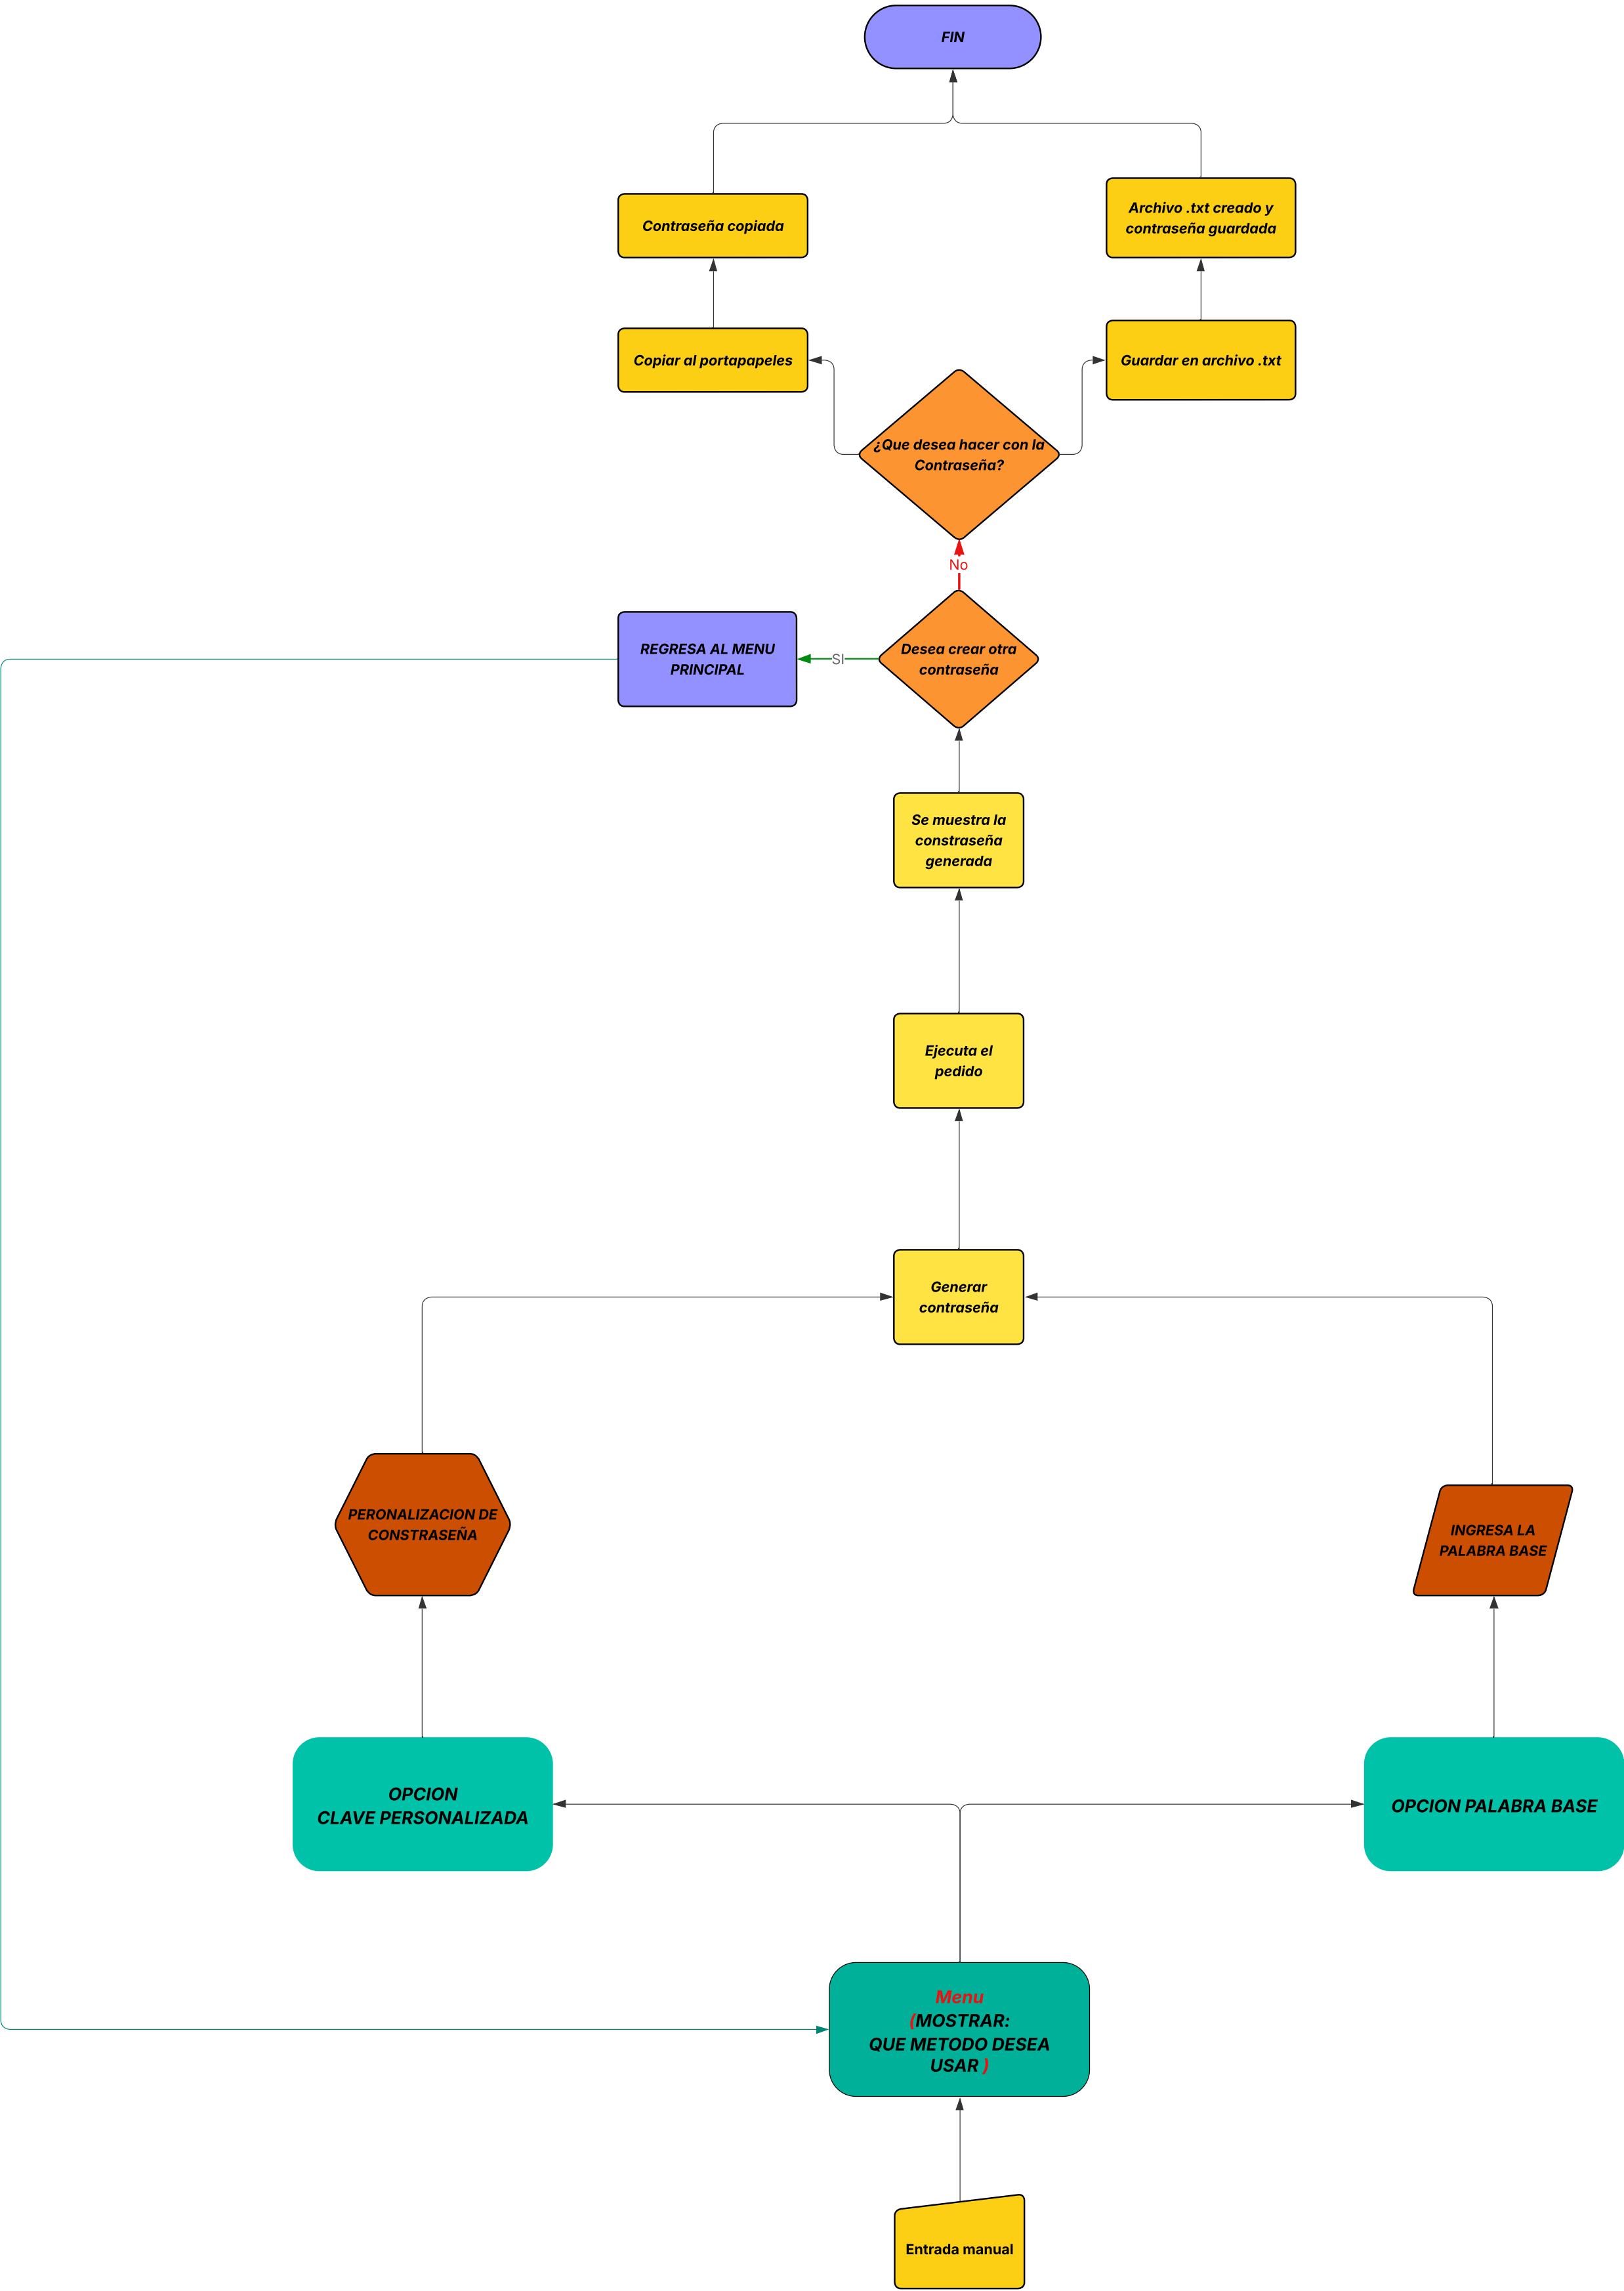 FIN
Contraseña copiada
Archivo .txt creado y
contraseña guardada
Copiar al portapapeles
Guardar en archivo .txt
¿Que desea hacer con la
Contraseña?
No
REGRESA AL MENU
PRINCIPAL
SI
Desea crear otra
contraseña
Se muestra la
constraseña
generada
Ejecuta el
pedido
Generar
contraseña
PERONALIZACION DE
CONSTRASEÑA
INGRESA LA
PALABRA BASE
OPCION
CLAVE PERSONALIZADA
OPCION PALABRA BASE
Menu
(MOSTRAR:
QUE METODO DESEA
USAR )
Entrada manual